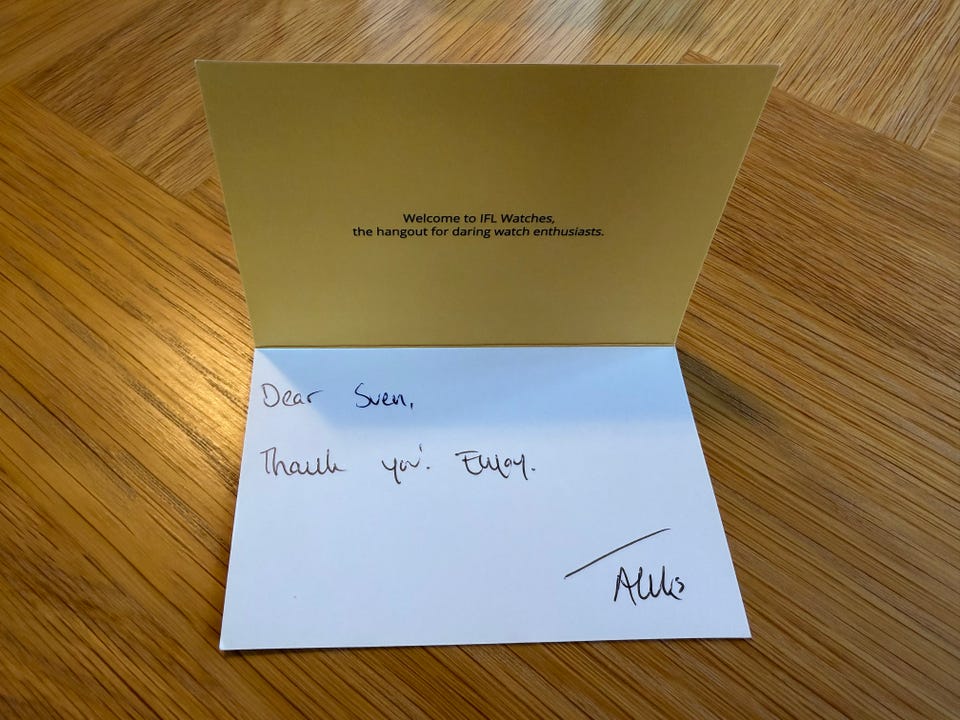 Welcome to IFL Watches,
the hangout for daring watch enthusiasts.
Dear Sven,
Thank you! Enjoy.